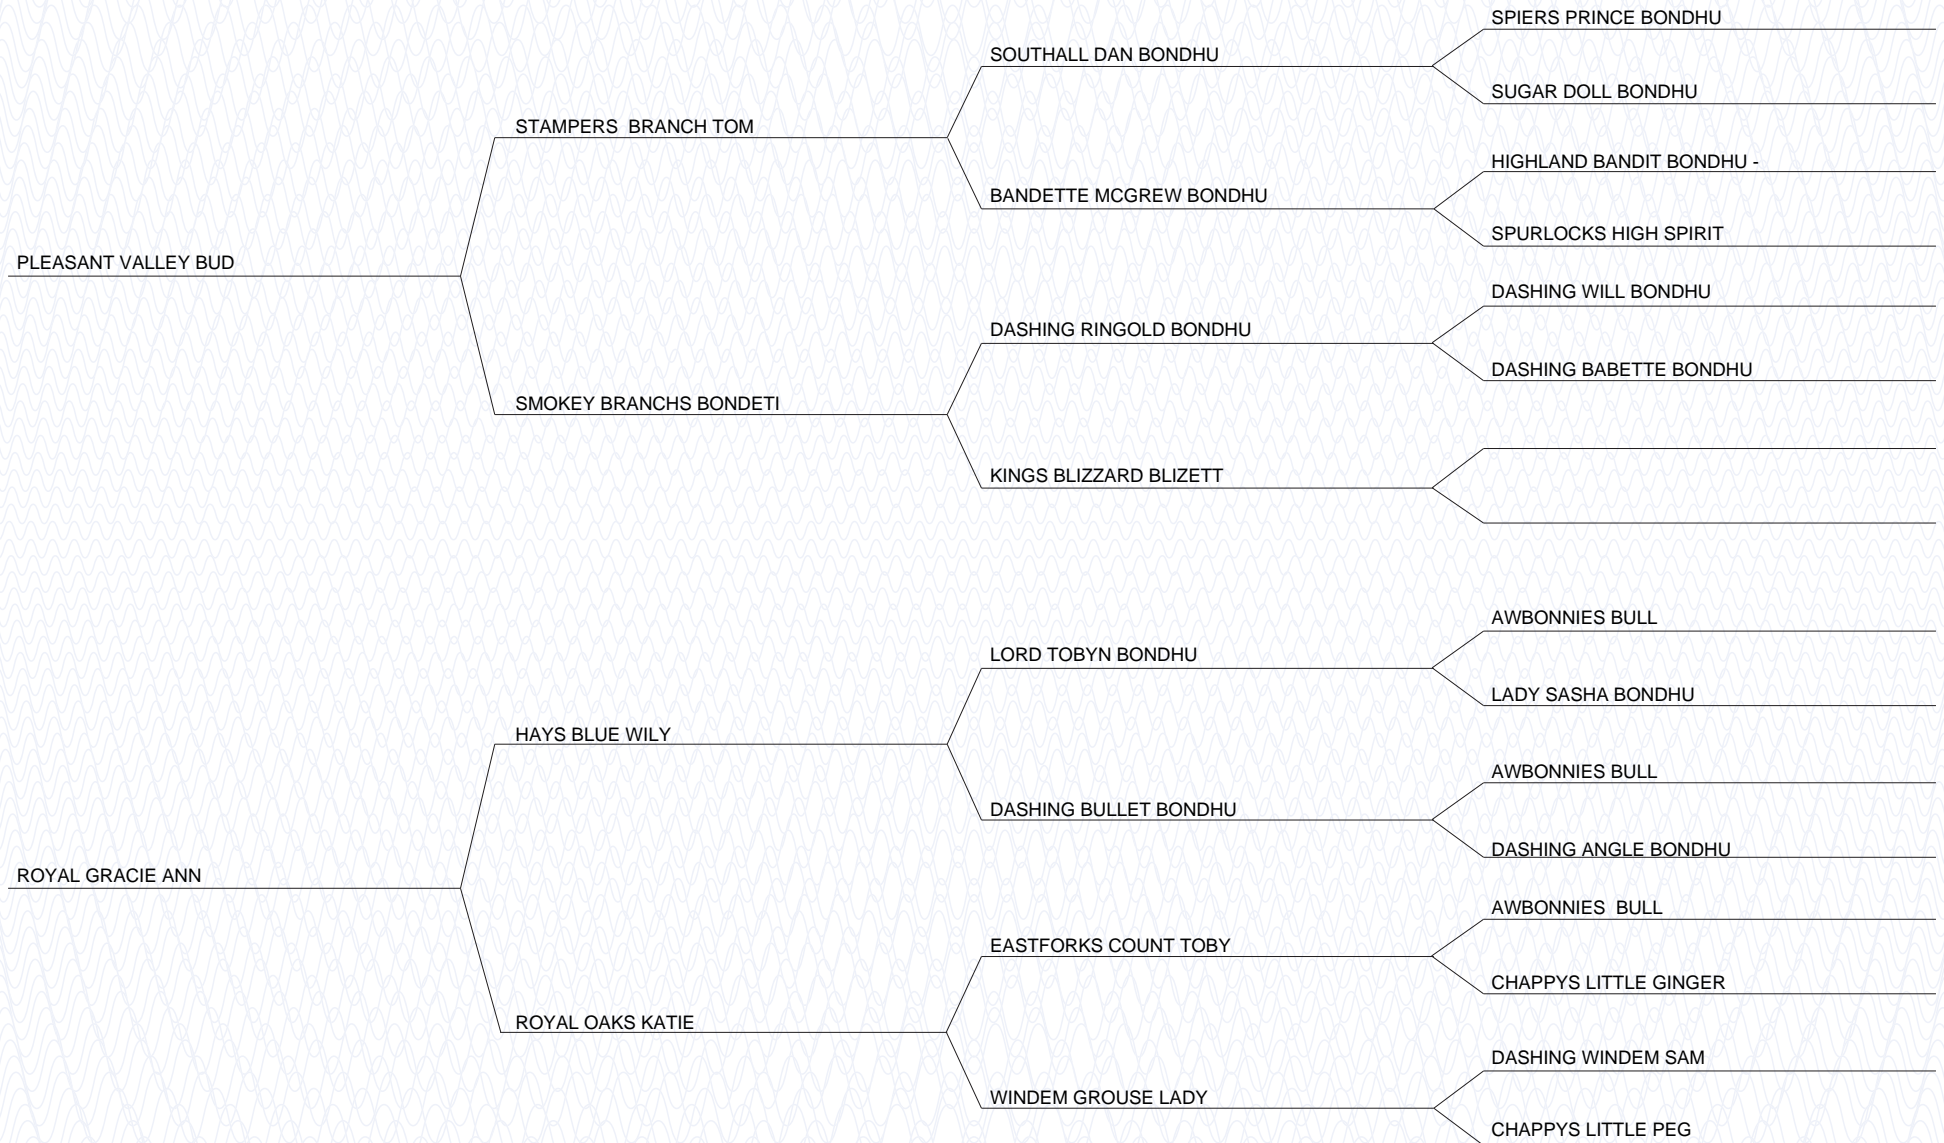 SPIERS PRINCE BONDHU
SOUTHALL DAN BONDHU
SUGAR DOLL BONDHU
STAMPERS  BRANCH TOM
HIGHLAND BANDIT BONDHU -
BANDETTE MCGREW BONDHU
SPURLOCKS HIGH SPIRIT
PLEASANT VALLEY BUD
DASHING WILL BONDHU
DASHING RINGOLD BONDHU
DASHING BABETTE BONDHU
SMOKEY BRANCHS BONDETI
KINGS BLIZZARD BLIZETT
AWBONNIES BULL
LORD TOBYN BONDHU
LADY SASHA BONDHU
HAYS BLUE WILY
AWBONNIES BULL
DASHING BULLET BONDHU
DASHING ANGLE BONDHU
ROYAL GRACIE ANN
AWBONNIES  BULL
EASTFORKS COUNT TOBY
CHAPPYS LITTLE GINGER
ROYAL OAKS KATIE
DASHING WINDEM SAM
WINDEM GROUSE LADY
CHAPPYS LITTLE PEG